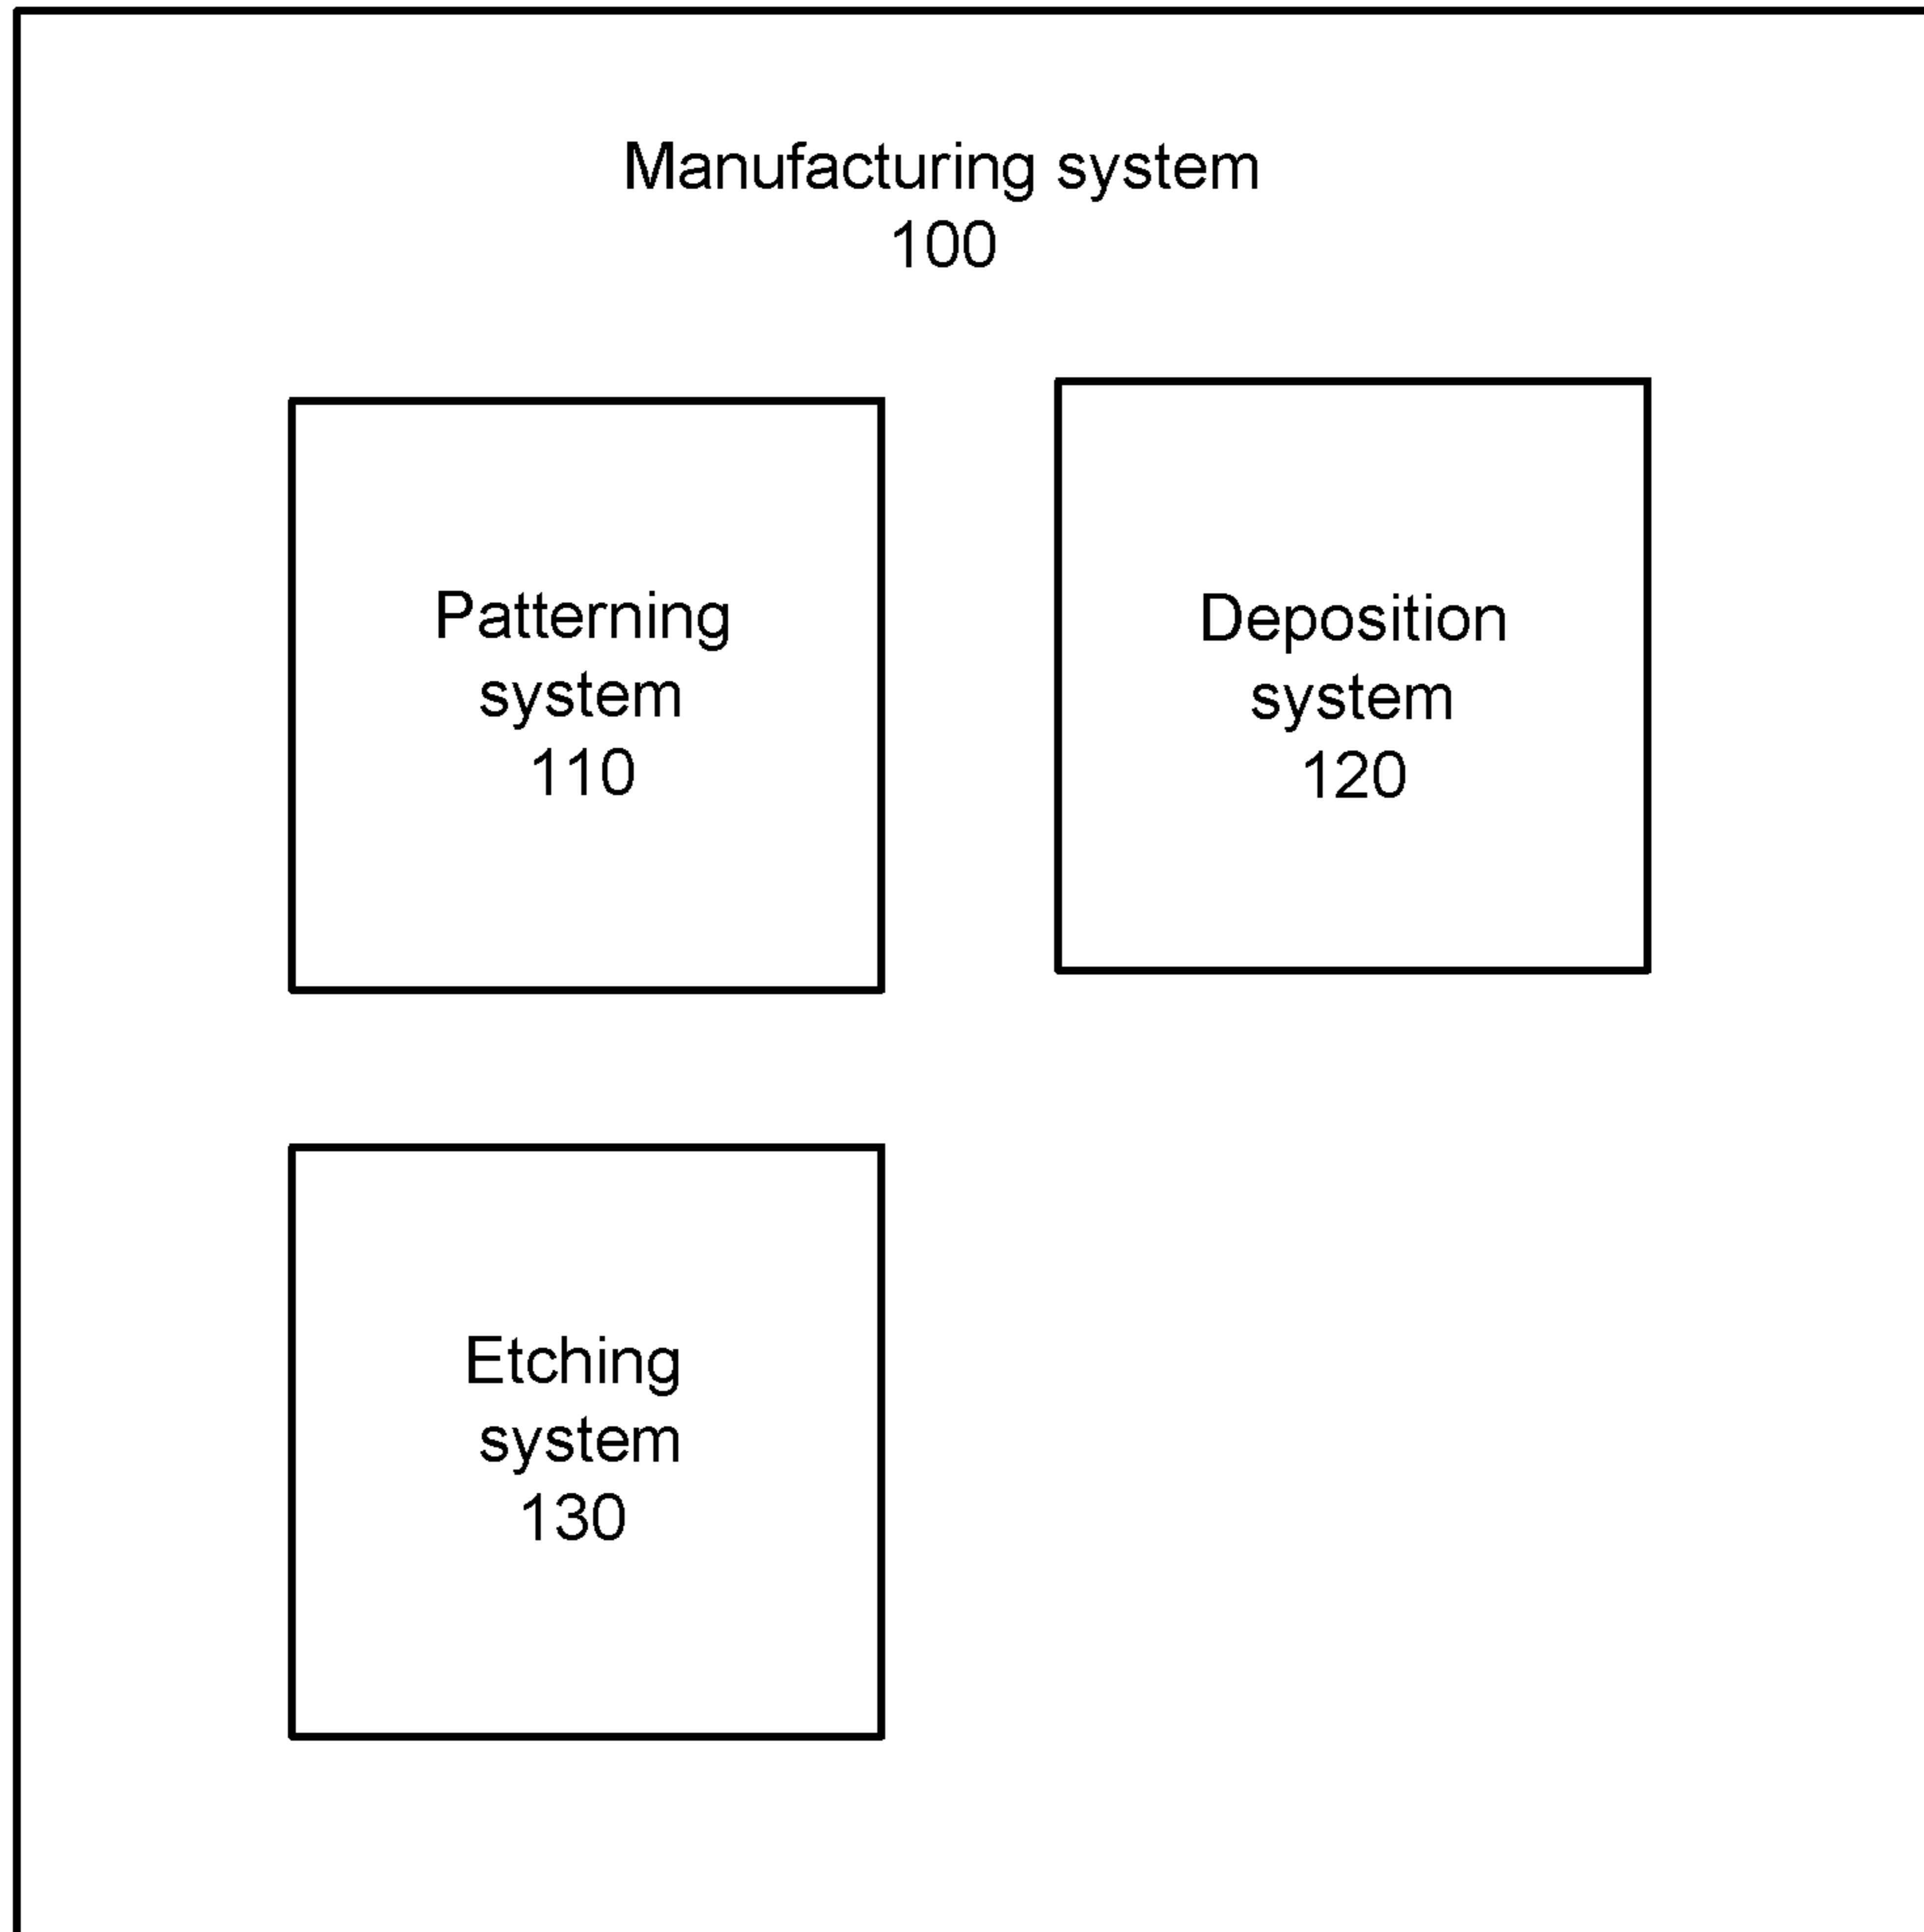 Manufacturing system
100
Patterning
system
110
Deposition
system
120
Etching
system
130